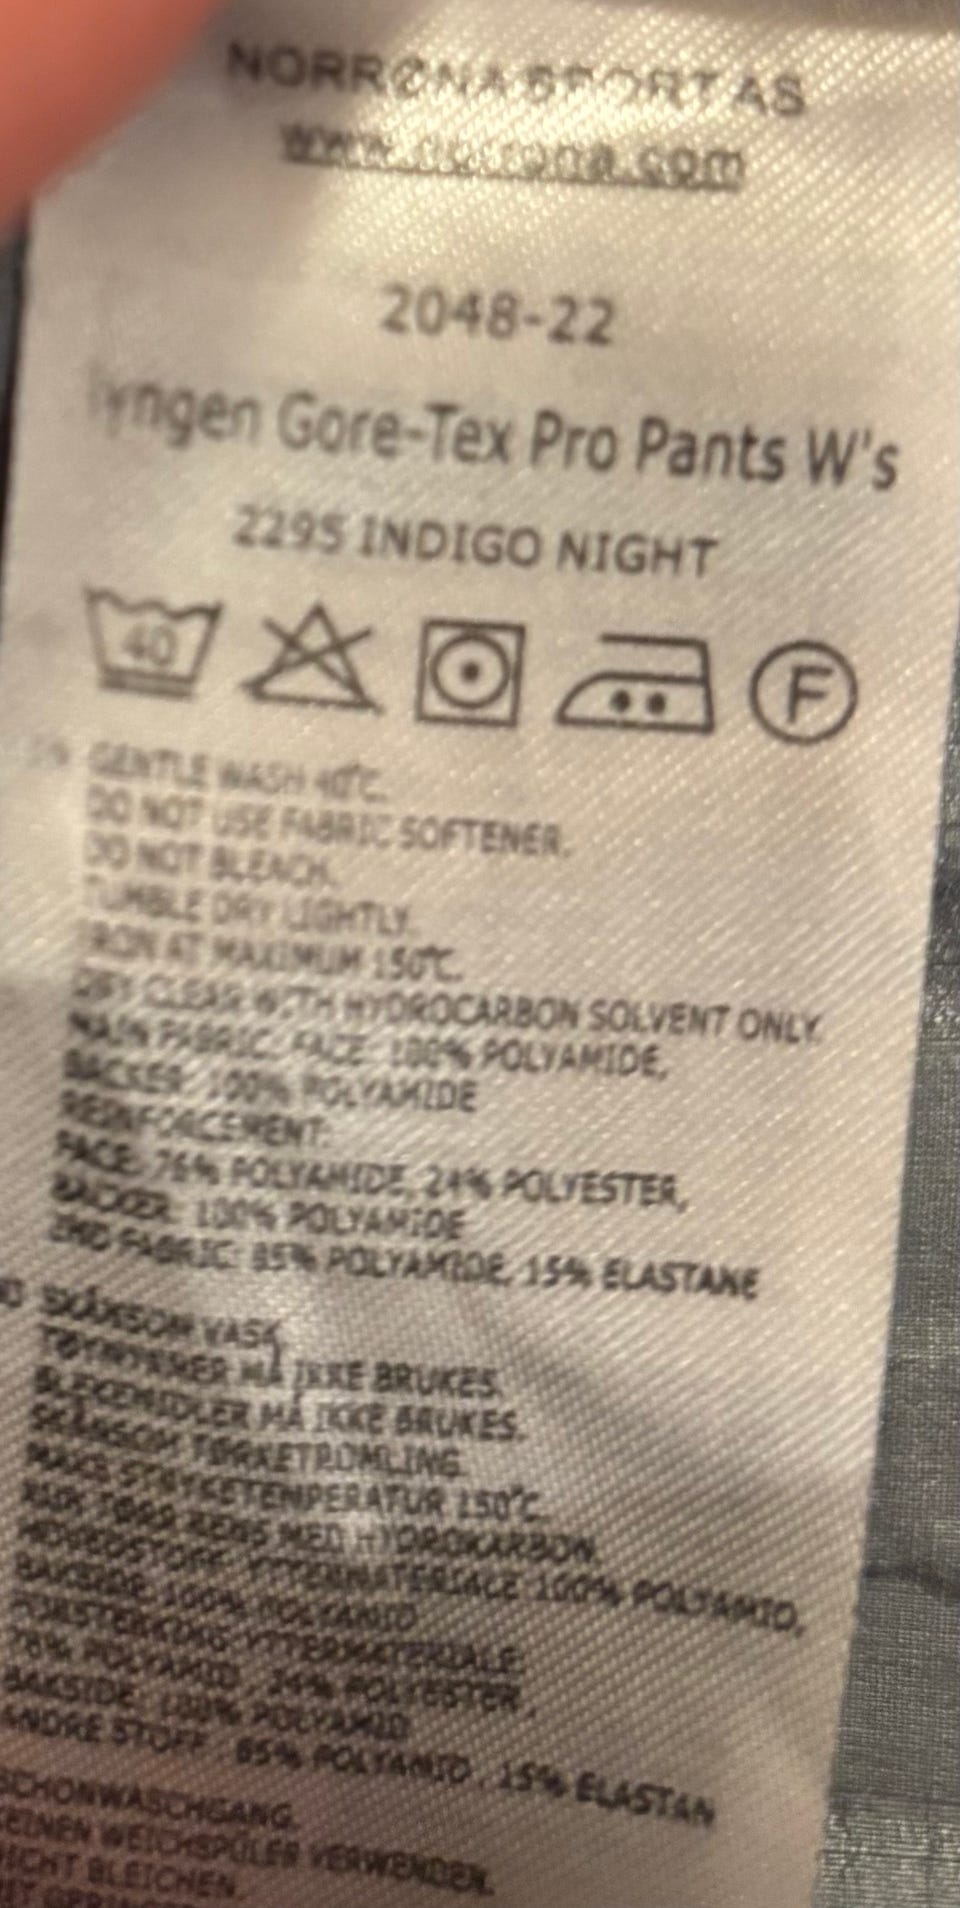 NORRØNA SPORT AS
www.norrona.com
2048-22
lyngen Gore-Tex Pro Pants W's
2295 INDIGO NIGHT
40
F
GENTLE WASH 40°C.
DO NOT USE FABRIC SOFTENER.
DO NOT BLEACH.
TUMBLE DRY LIGHTLY.
IRON AT MAXIMUM 150°C.
DRY CLEAN WITH HYDROCARBON SOLVENT ONLY.
MAIN FABRIC: FACE: 100% POLYAMIDE,
BACKER: 100% POLYAMIDE
REINFORCEMENT:
FACE: 76% POLYAMIDE, 24% POLYESTER,
BACKER: 100% POLYAMIDE
2ND FABRIC: 85% POLYAMIDE, 15% ELASTANE
NO SKÅNSOM VASK
TØYMYKNER MÅ IKKE BRUKES.
BLEKEMIDLER MÅ IKKE BRUKES.
SKÅNSOM TØRKETROMLING.
MAKS STRYKETEMPERATUR 150°C.
KUN TØRR RENS MED HYDROKARBON.
HOVEDSTOFF: YTTERMATERIALE: 100% POLYAMID,
BAKSIDE: 100% POLYAMID
FORSTERKNING: YTTERMATERIALE:
76% POLYAMID, 24% POLYESTER,
BAKSIDE: 100% POLYAMID
ANDRE STOFF: 85% POLYAMID, 15% ELASTAN
SCHONWASCHGANG.
KEINEN WEICHSPÜLER VERWENDEN.
NICHT BLEICHEN.